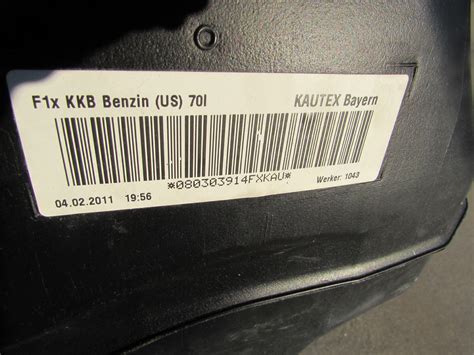 F1x KKB Benzin (US) 70l
KAUTEX Bayern
*080303914FXKAU*
04.02.2011 19:56
Werker: 1043